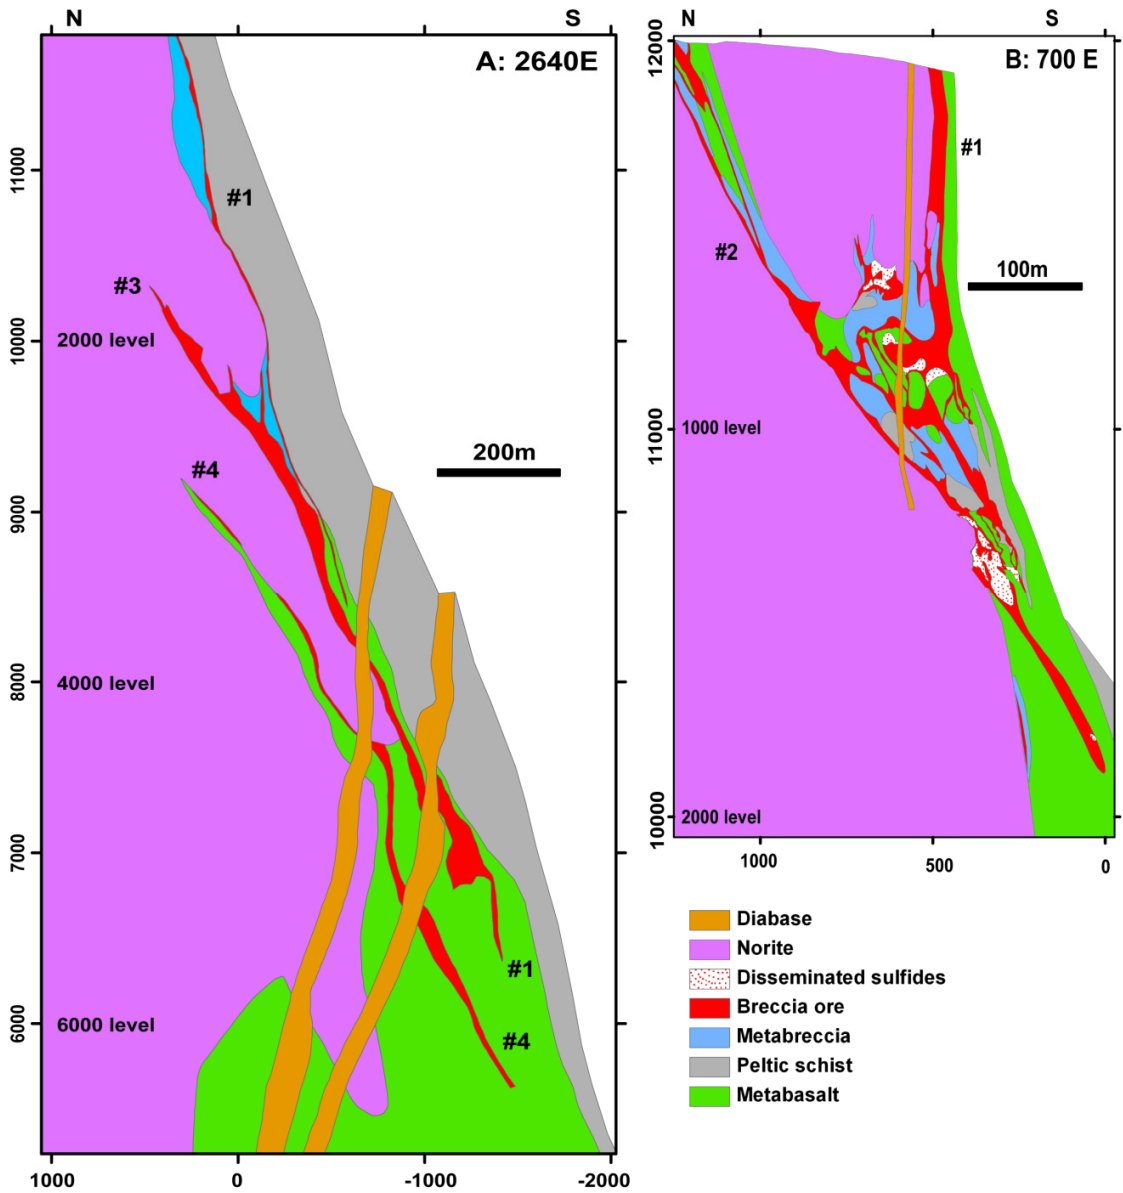 N
S
A: 2640E
11000
#1
#3
10000
2000 level
#4
200m
9000
8000
4000 level
7000
#1
6000
6000 level
#4
1000
0
-1000
-2000
N
S
12000
B: 700 E
#1
#2
100m
11000
1000 level
10000
2000 level
1000
500
0
Diabase
Norite
Disseminated sulfides
Breccia ore
Metabreccia
Peltic schist
Metabasalt